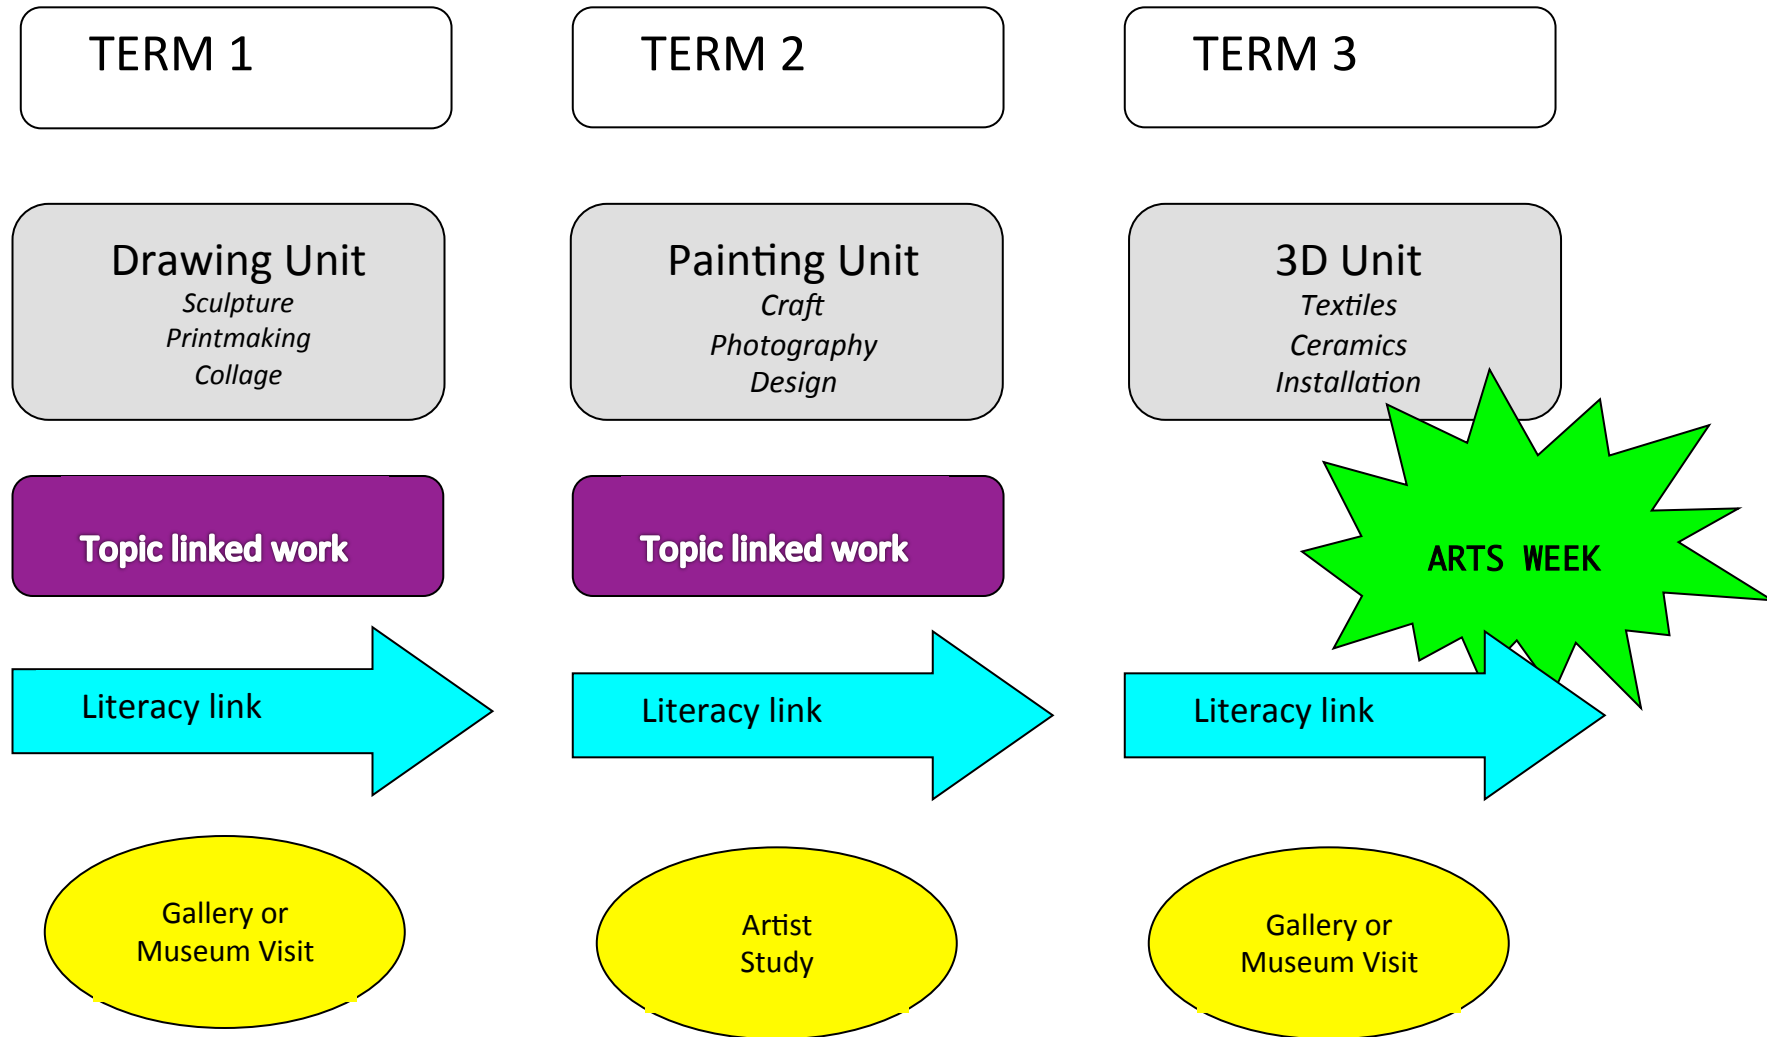 TERM 1
TERM 2
TERM 3
Drawing Unit
Sculpture
Printmaking
Collage
Painting Unit
Craft
Photography
Design
3D Unit
Textiles
Ceramics
Installation
Topic linked work
Topic linked work
ARTS WEEK
Literacy link
Literacy link
Literacy link
Gallery or
Museum Visit
Artist
Study
Gallery or
Museum Visit